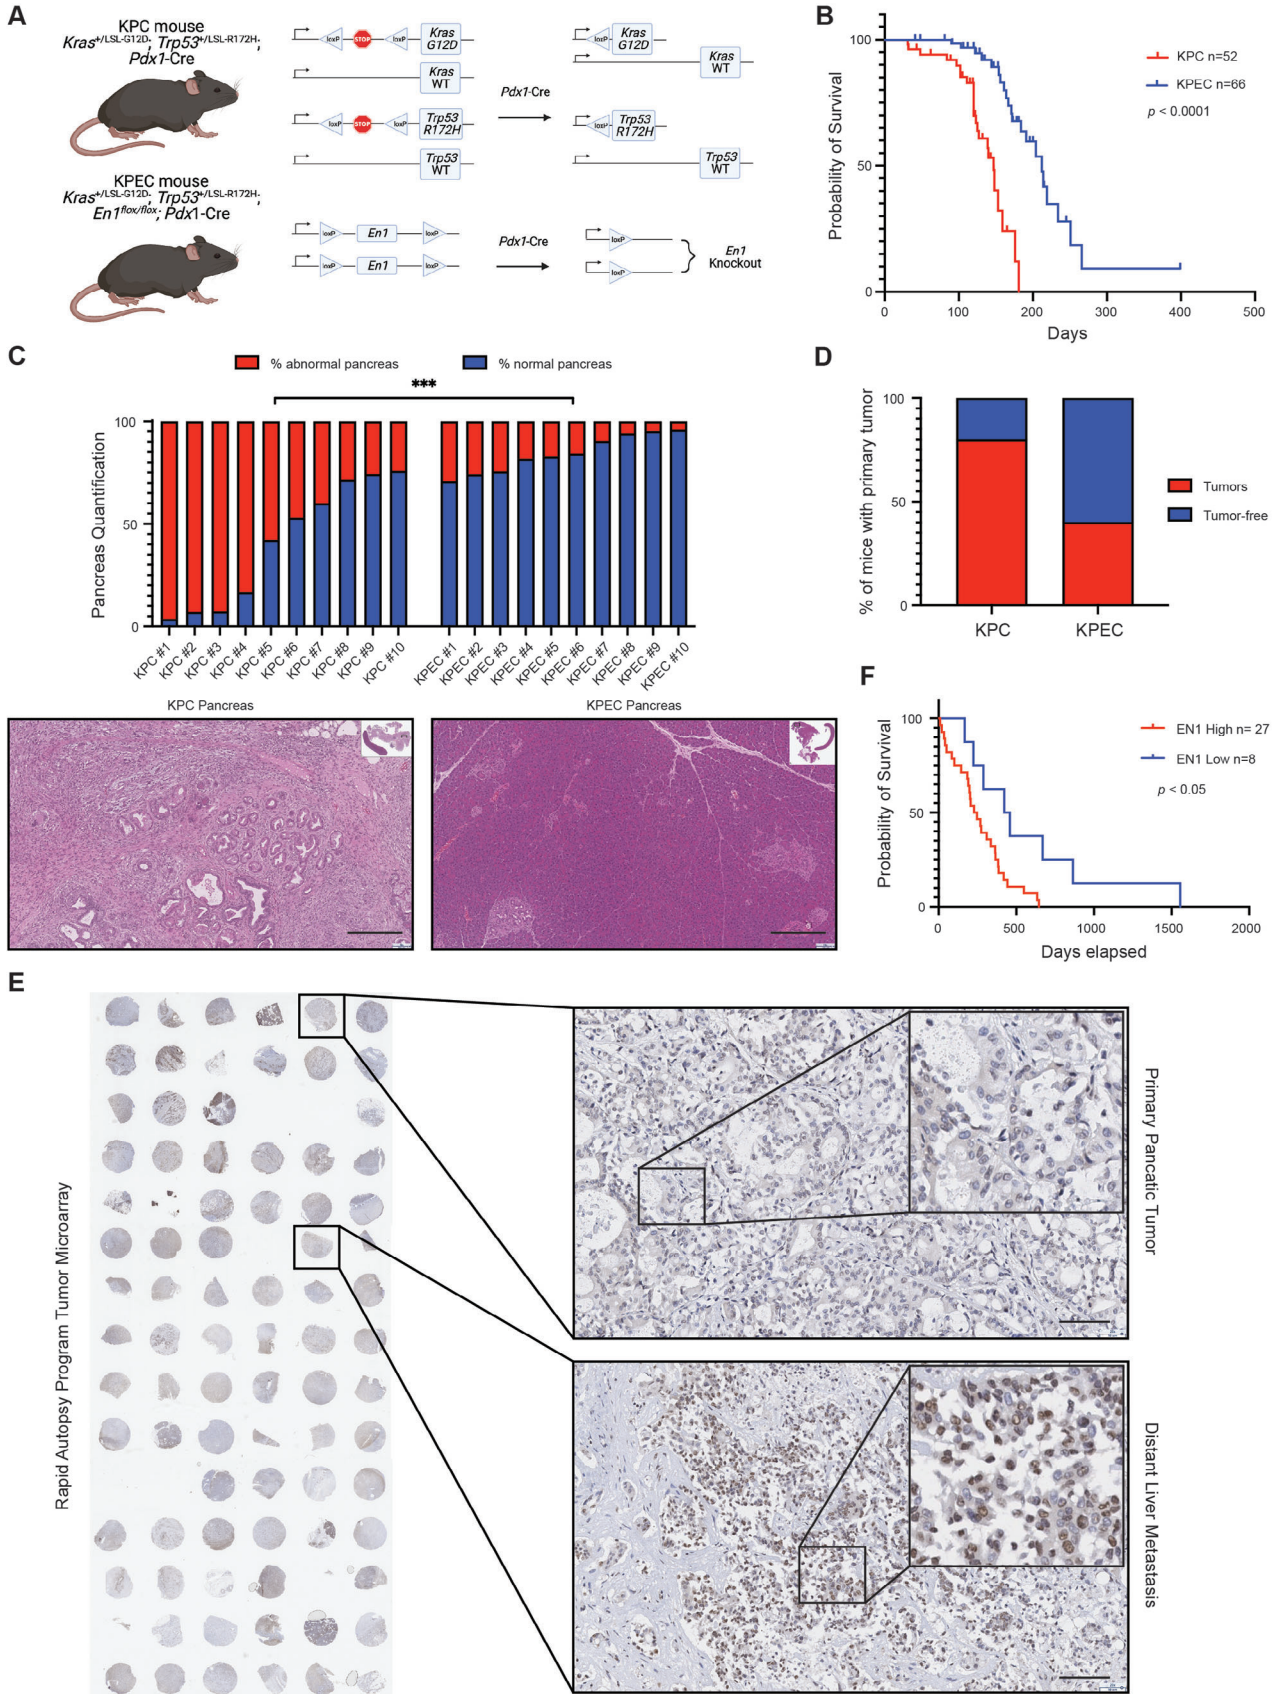 A
KPC mouse
Kras+/LSL-G12D; Trp53+/LSL-R172H;
Pdx1-Cre
KPEC mouse
Kras+/LSL-G12D; Trp53+/LSL-R172H;
En1flox/flox; Pdx1-Cre
loxP
STOP
loxP
Kras
G12D
Kras
WT
loxP
STOP
loxP
Trp53
R172H
Trp53
WT
Pdx1-Cre
loxP
Kras
G12D
Kras
WT
loxP
Trp53
R172H
Trp53
WT
loxP
En1
loxP
loxP
En1
loxP
Pdx1-Cre
loxP
loxP
En1
Knockout
B
Probability of Survival
100
50
0
0
100
200
300
400
500
Days
KPC n=52
KPEC n=66
p < 0.0001
C
% abnormal pancreas
% normal pancreas
***
Pancreas Quantification
100
50
0
KPC #1
KPC #2
KPC #3
KPC #4
KPC #5
KPC #6
KPC #7
KPC #8
KPC #9
KPC #10
KPEC #1
KPEC #2
KPEC #3
KPEC #4
KPEC #5
KPEC #6
KPEC #7
KPEC #8
KPEC #9
KPEC #10
KPC Pancreas
KPEC Pancreas
D
% of mice with primary tumor
100
50
0
KPC
KPEC
Tumors
Tumor-free
F
Probability of Survival
100
50
0
0
500
1000
1500
2000
Days elapsed
EN1 High n= 27
EN1 Low n=8
p < 0.05
E
Rapid Autopsy Program Tumor Microarray
Primary Pancatic Tumor
Distant Liver Metastasis